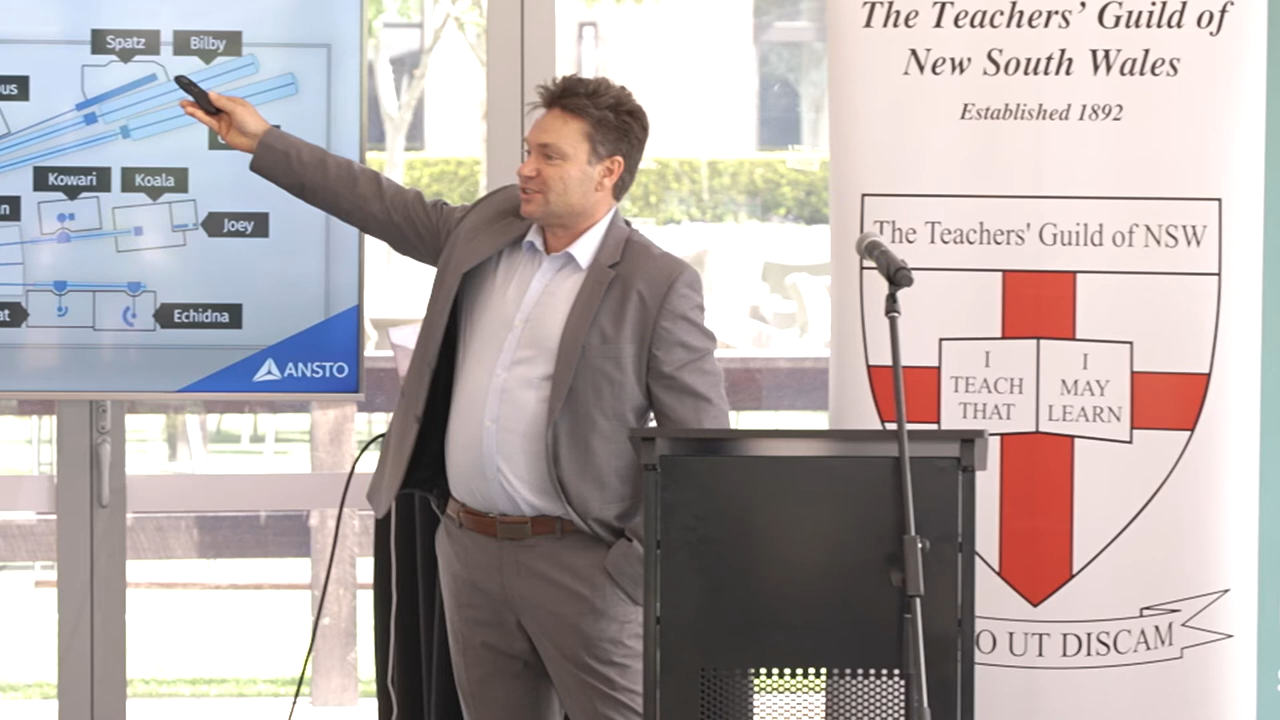 Spatz
Bilby
Kowari
Koala
Joey
Echidna
ANSTO
The Teachers' Guild of
New South Wales
Established 1892
The Teachers' Guild of NSW
I
TEACH
THAT
I
MAY
LEARN
UT DISCAM